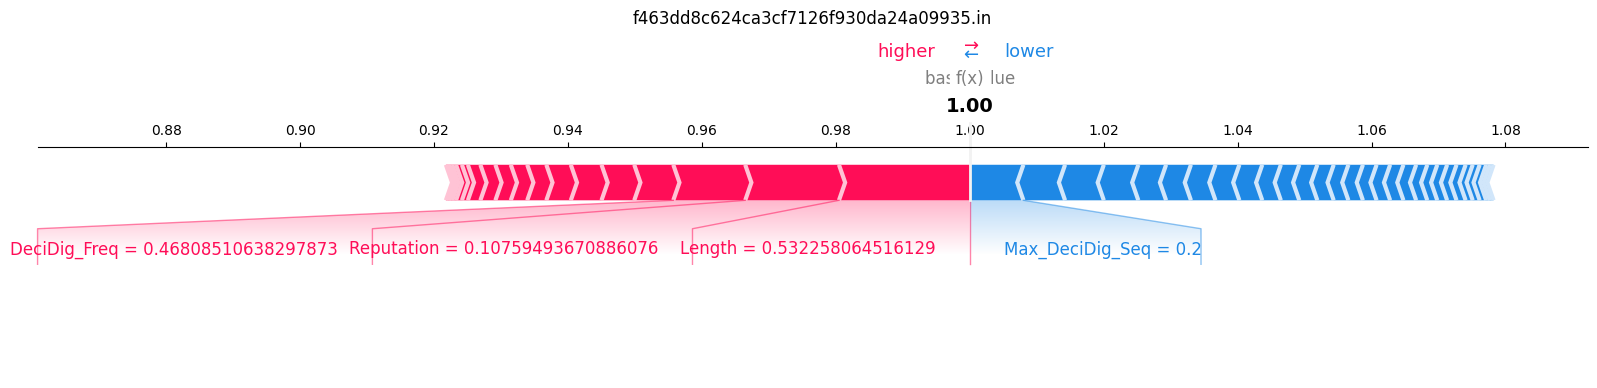 f463dd8c624ca3cf7126f930da24a09935.in
higher ⇄ lower
bas f(x) lue
1.00
0.88 0.90 0.92 0.94 0.96 0.98 1.00 1.02 1.04 1.06 1.08
DeciDig_Freq = 0.46808510638297873 Reputation = 0.10759493670886076 Length = 0.532258064516129 Max_DeciDig_Seq = 0.2